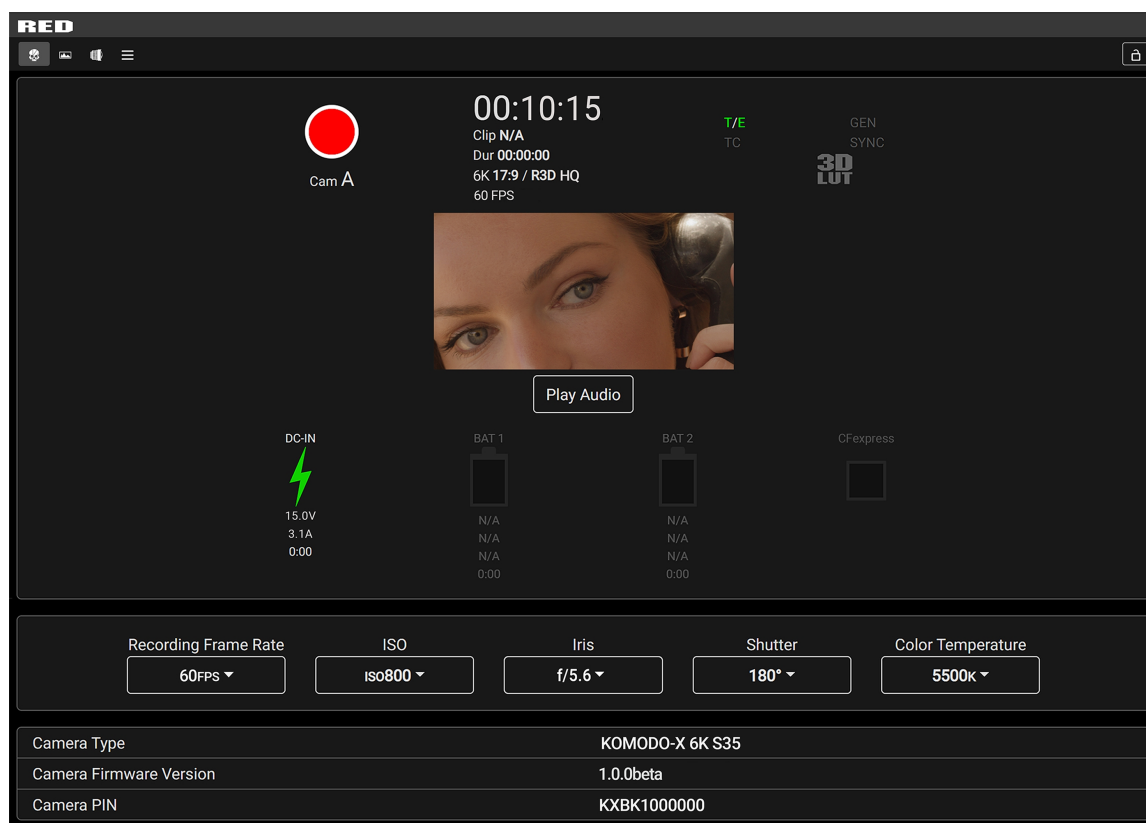 RED
00:10:15
Clip N/A
Dur 00:00:00
6K 17:9 / R3D HQ
60 FPS
T/E
TC
GEN
SYNC
3D
LUT
Cam A
Play Audio
DC-IN
15.0V
3.1A
0:00
BAT 1
N/A
N/A
N/A
0:00
BAT 2
N/A
N/A
N/A
0:00
CFexpress
Recording Frame Rate
60FPS
ISO
ISO800
Iris
f/5.6
Shutter
180°
Color Temperature
5500K
Camera Type KOMODO-X 6K S35
Camera Firmware Version 1.0.0beta
Camera PIN KXBK1000000